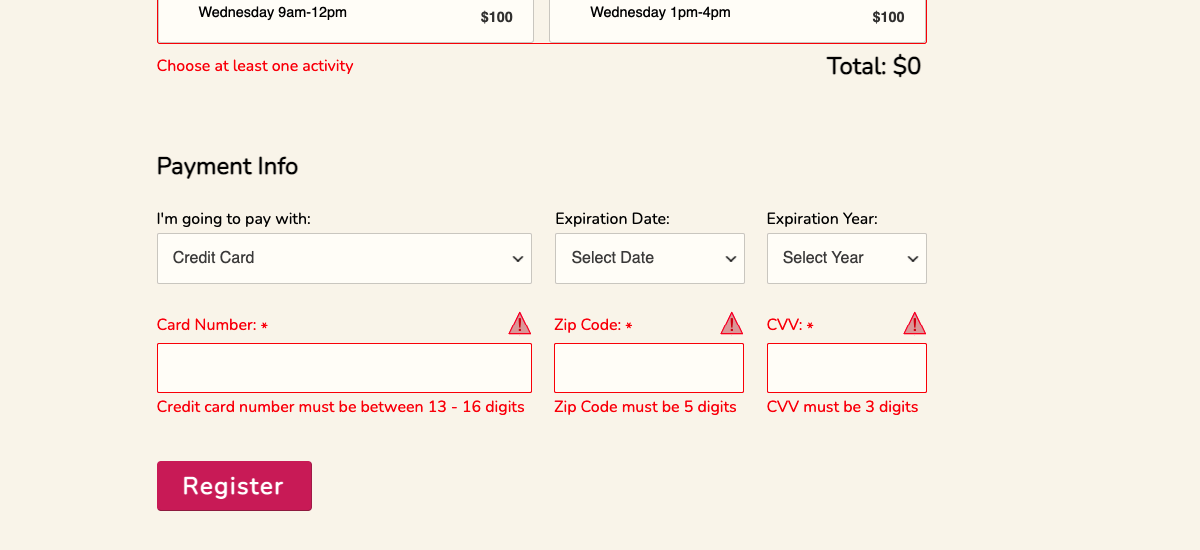 Wednesday 9am-12pm
$100
Wednesday 1pm-4pm
$100
Choose at least one activity
Total: $0
Payment Info
I'm going to pay with:
Expiration Date:
Expiration Year:
Credit Card
Select Date
Select Year
Card Number: *
Zip Code: *
CVV: *
Credit card number must be between 13 - 16 digits
Zip Code must be 5 digits
CVV must be 3 digits
Register